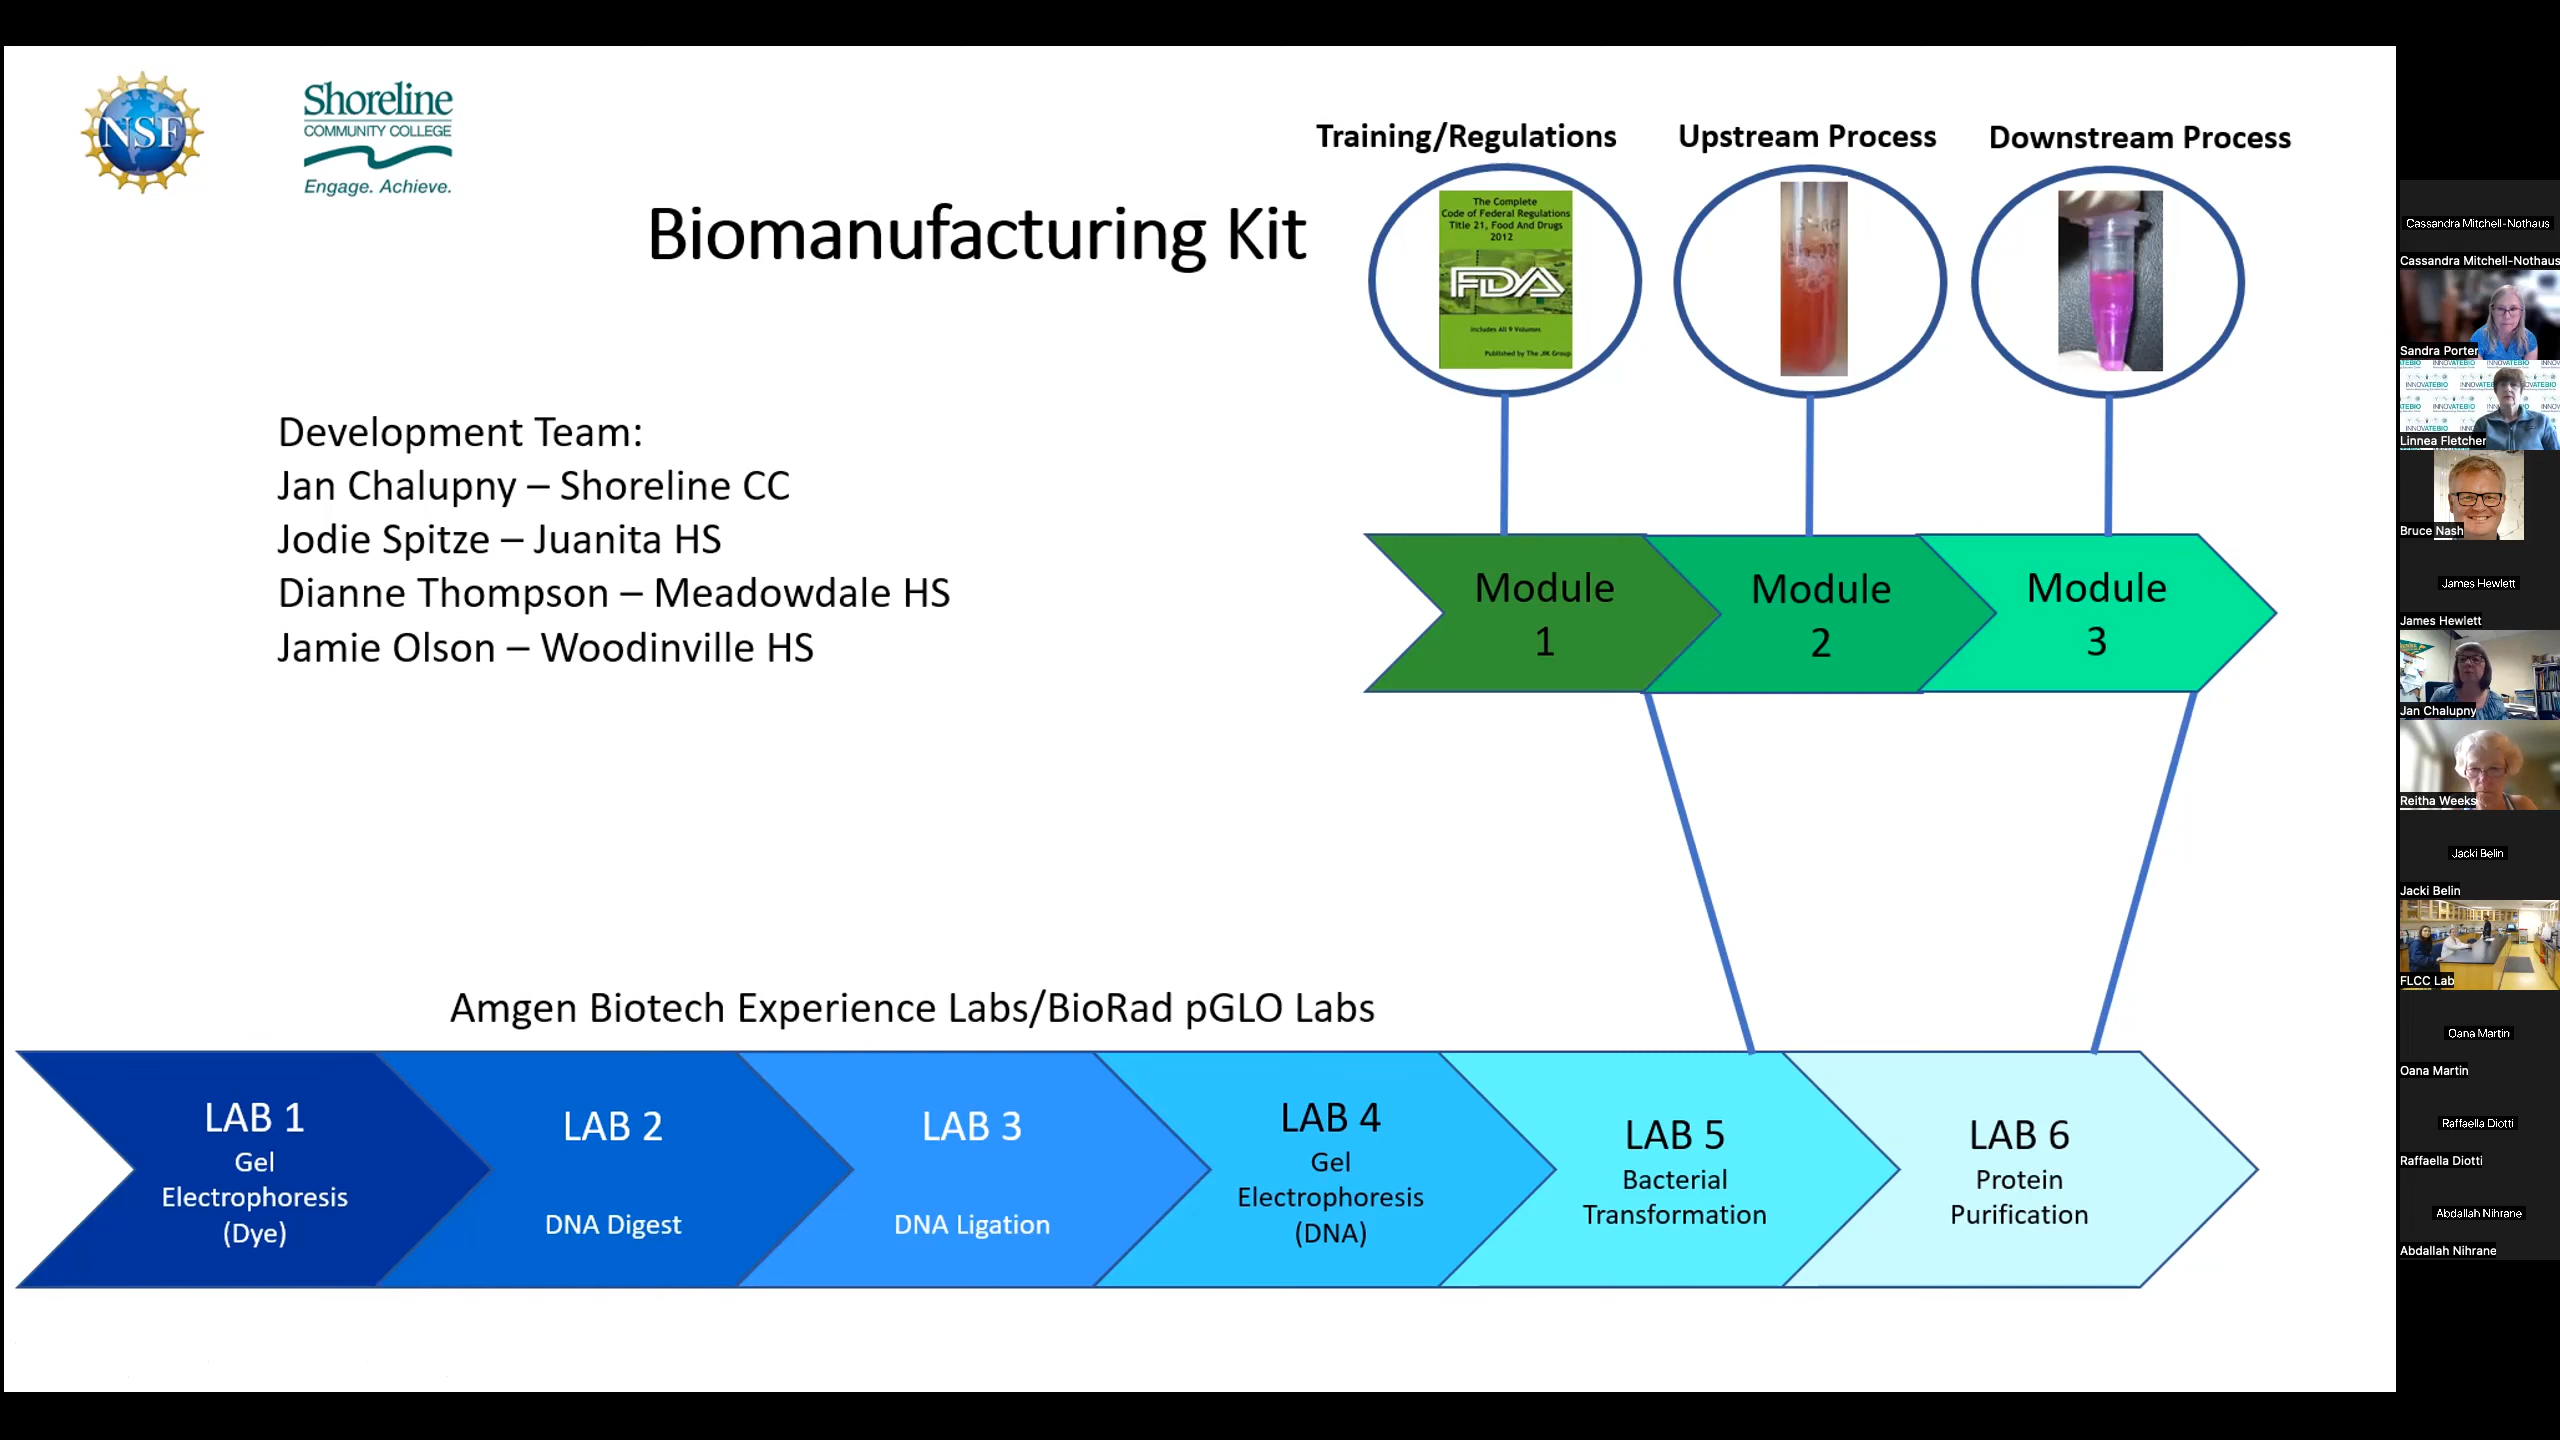 NSF
Shoreline
COMMUNITY COLLEGE
Engage. Achieve.
Biomanufacturing Kit
Training/Regulations
Upstream Process
Downstream Process
The Complete
Code of Federal Regulations
Title 21, Food And Drugs
2012
FDA
Includes All 9 Volumes
Published by The JIK Group
Development Team:
Jan Chalupny – Shoreline CC
Jodie Spitze – Juanita HS
Dianne Thompson – Meadowdale HS
Jamie Olson – Woodinville HS
Module
1
Module
2
Module
3
Amgen Biotech Experience Labs/BioRad pGLO Labs
LAB 1
Gel
Electrophoresis
(Dye)
LAB 2
DNA Digest
LAB 3
DNA Ligation
LAB 4
Gel
Electrophoresis
(DNA)
LAB 5
Bacterial
Transformation
LAB 6
Protein
Purification
Cassandra Mitchell-Nothaus
Cassandra Mitchell-Nothaus
Sandra Porter
INNOVATEBIO
Linnea Fletcher
Bruce Nash
James Hewlett
James Hewlett
Jan Chalupny
Reitha Weeks
Jacki Belin
Jacki Belin
FLCC Lab
Oana Martin
Oana Martin
Raffaella Diotti
Raffaella Diotti
Abdallah Nihrane
Abdallah Nihrane